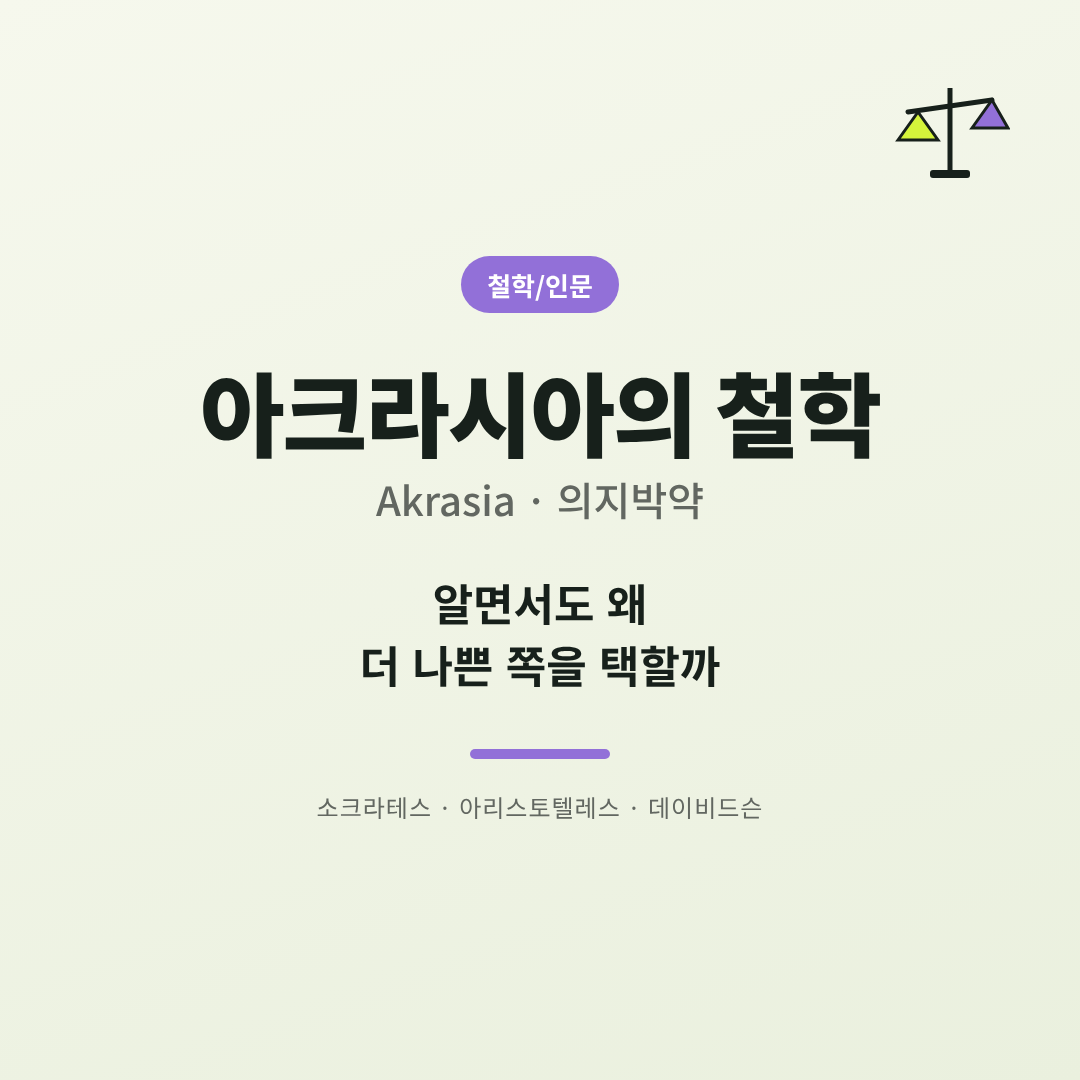 철학/인문
아크라시아의 철학
Akrasia · 의지박약
알면서도 왜
더 나쁜 쪽을 택할까
소크라테스 · 아리스토텔레스 · 데이비드슨